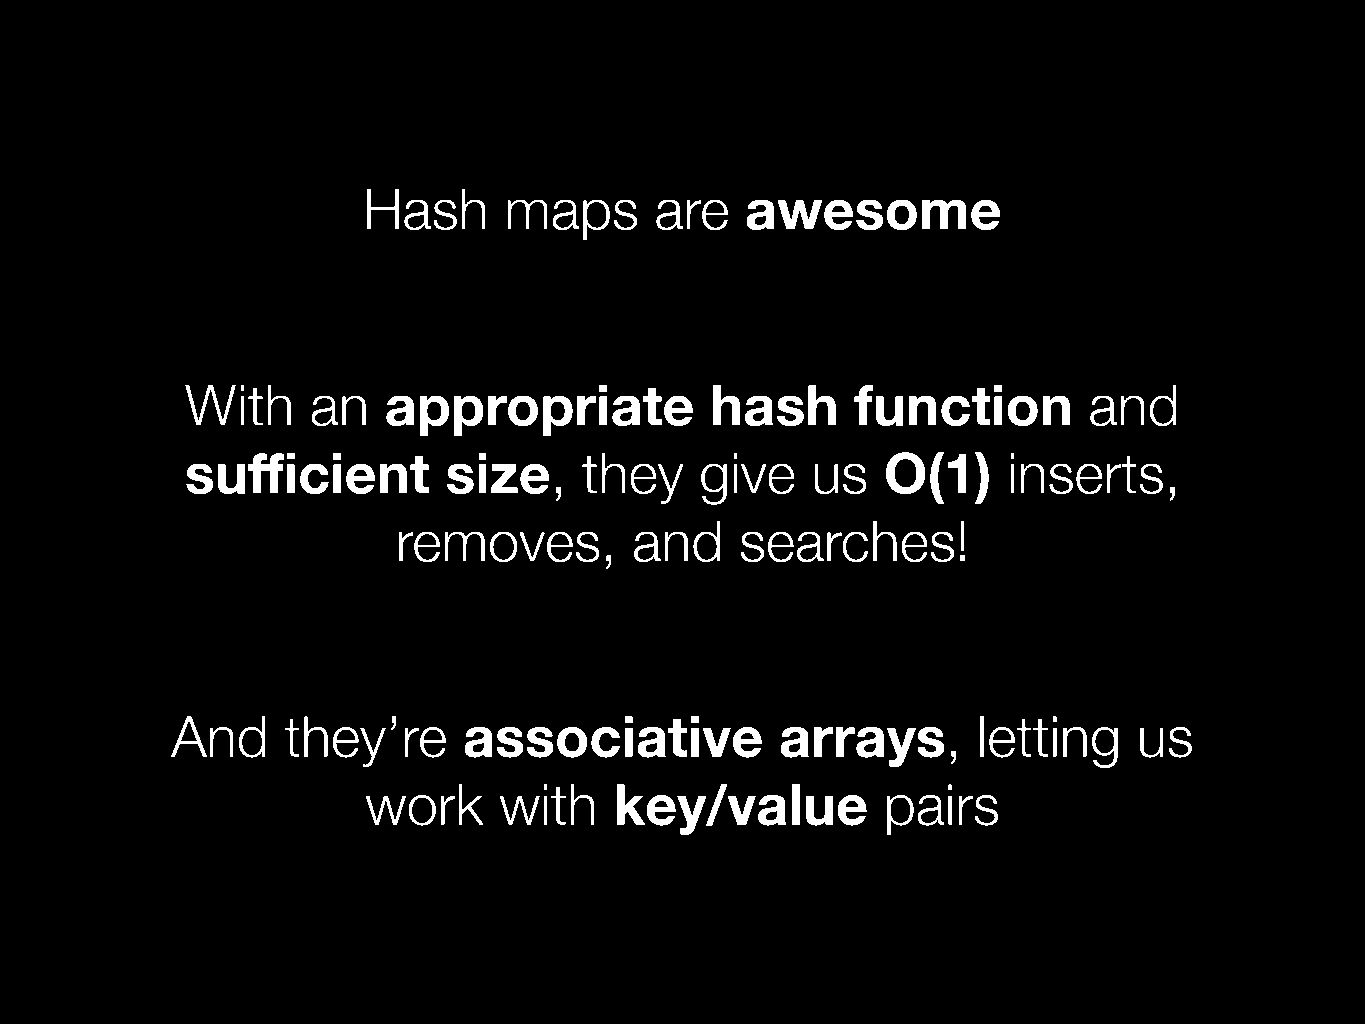 Hash maps are awesome
With an appropriate hash function and
sufficient size, they give us O(1) inserts,
removes, and searches!
And they’re associative arrays, letting us
work with key/value pairs